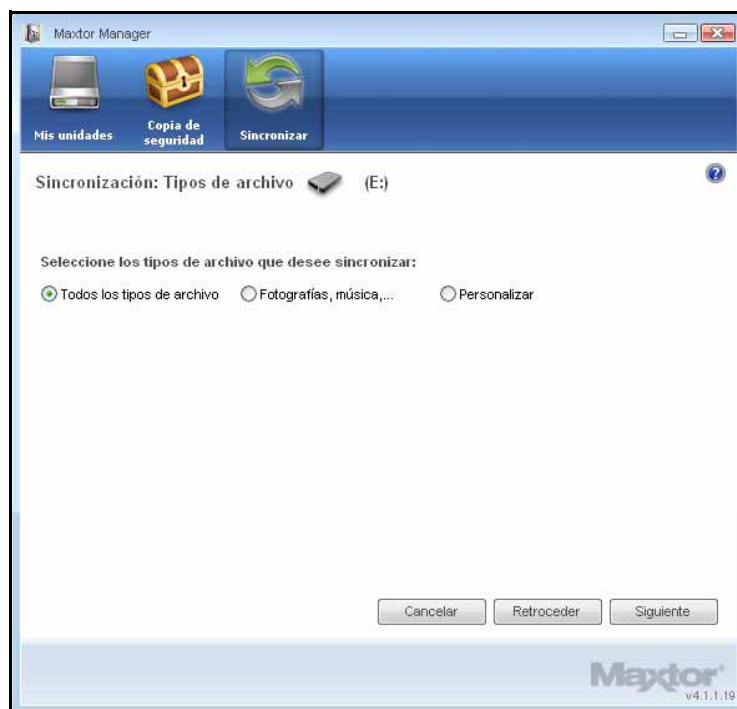 Maxtor Manager
Mis unidades
Copia de
seguridad
Sincronizar
Sincronización: Tipos de archivo (E:)
Seleccione los tipos de archivo que desee sincronizar:
Todos los tipos de archivo Fotografías, música,... Personalizar
Cancelar Retroceder Siguiente
Maxtor
v4.1.1.19